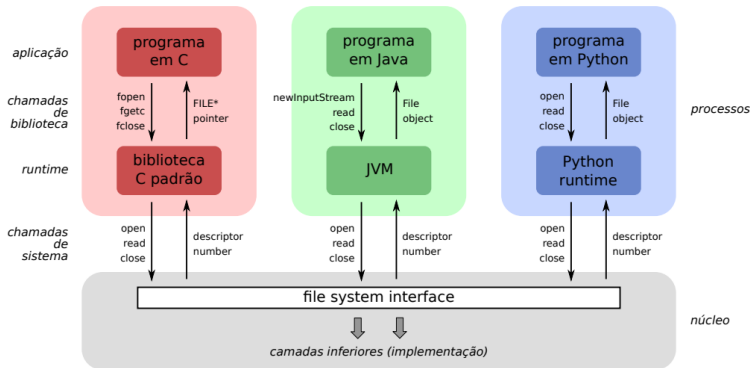 aplicação
programa
em C
programa
em Java
programa
em Python
chamadas
de
biblioteca
fopen
fgetc
fclose
FILE*
pointer
newInputStream
read
close
File
object
open
read
close
File
object
processos
runtime
biblioteca
C padrão
JVM
Python
runtime
chamadas
de
sistema
open
read
close
descriptor
number
open
read
close
descriptor
number
open
read
close
descriptor
number
file system interface
núcleo
camadas inferiores (implementação)